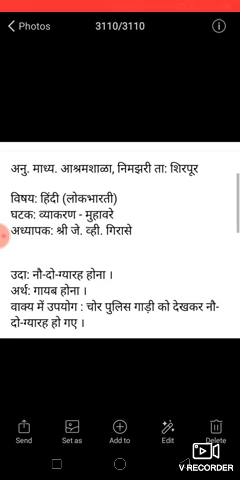 Photos
3110/3110
अनु. माध्य. आश्रमशाळा, निमझरी ता: शिरपूर
विषय: हिंदी (लोकभारती)
घटक: व्याकरण - मुहावरे
अध्यापक: श्री जे. व्ही. गिरासे
उदा: नौ-दो-ग्यारह होना ।
अर्थ: गायब होना ।
वाक्य में उपयोग : चोर पुलिस गाड़ी को देखकर नौ-
दो-ग्यारह हो गए ।
Send Set as Add to Edit Delete
V RECORDER